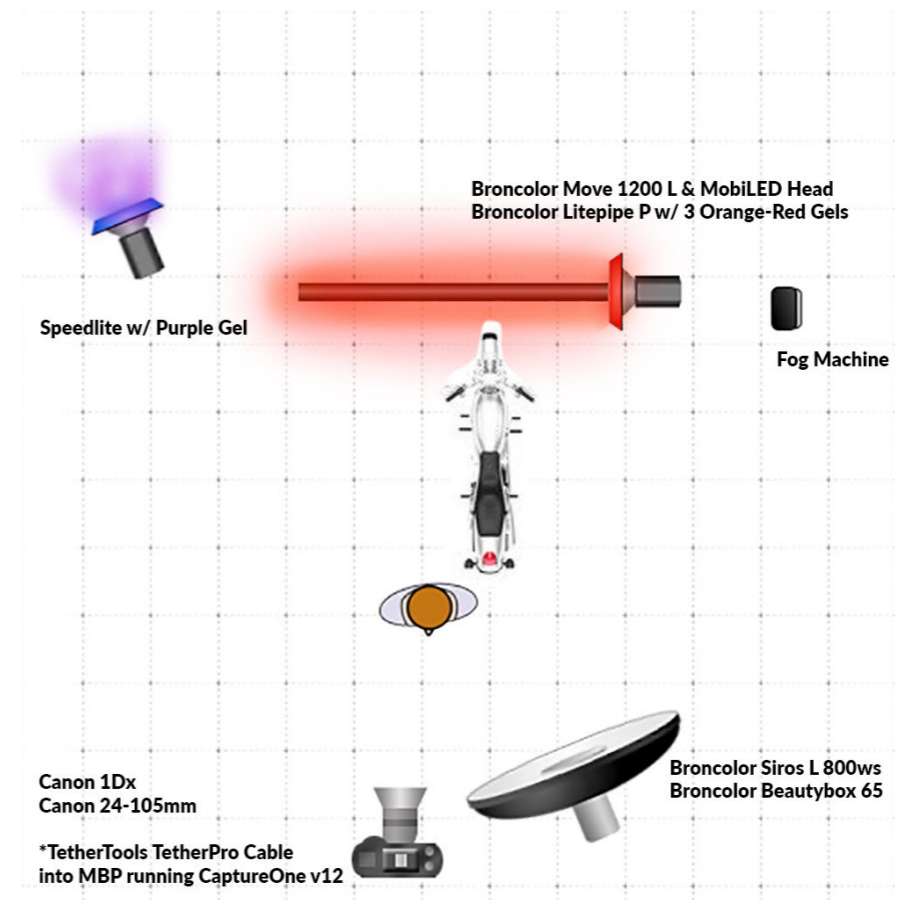 Broncolor Move 1200 L & MobiLED Head
Broncolor Litepipe P w/ 3 Orange-Red Gels
Speedlite w/ Purple Gel
Fog Machine
Broncolor Siros L 800ws
Broncolor Beautybox 65
Canon 1Dx
Canon 24-105mm
*TetherTools TetherPro Cable
into MBP running CaptureOne v12